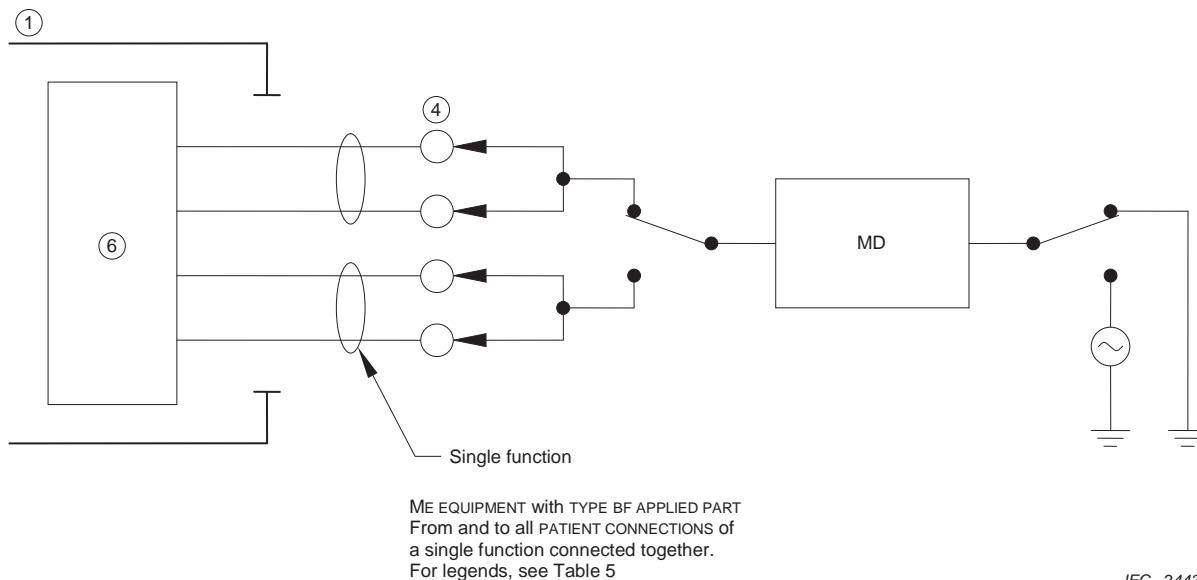 1
4
6
MD
Single function
ME EQUIPMENT with TYPE BF APPLIED PART
From and to all PATIENT CONNECTIONS of
a single function connected together.
For legends, see Table 5